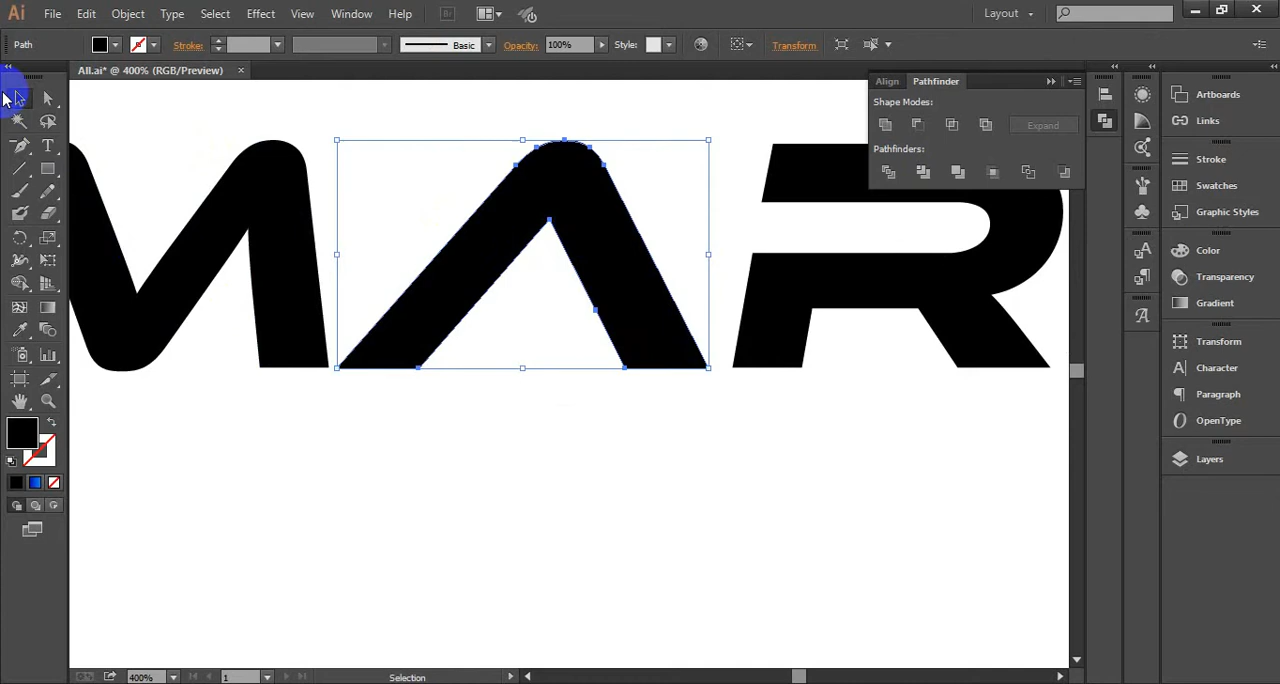 Ai File Edit Object Type Select Effect View Window Help Br Layout
Path Stroke: Basic Opacity: 100% Style: Transform
All.ai* @ 400% (RGB/Preview) ×
Align Pathfinder
Shape Modes:
Expand
Pathfinders:
Artboards
Links
Stroke
Swatches
Graphic Styles
Color
Transparency
Gradient
Transform
Character
Paragraph
OpenType
Layers
MAR
400% 1 Selection